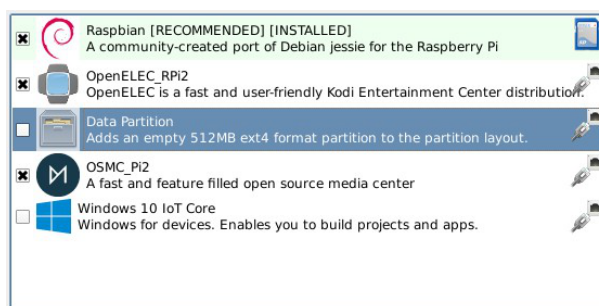 Raspbian [RECOMMENDED] [INSTALLED]
A community-created port of Debian jessie for the Raspberry Pi
OpenELEC_RPi2
OpenELEC is a fast and user-friendly Kodi Entertainment Center distribution.
Data Partition
Adds an empty 512MB ext4 format partition to the partition layout.
OSMC_Pi2
A fast and feature filled open source media center
Windows 10 IoT Core
Windows for devices. Enables you to build projects and apps.